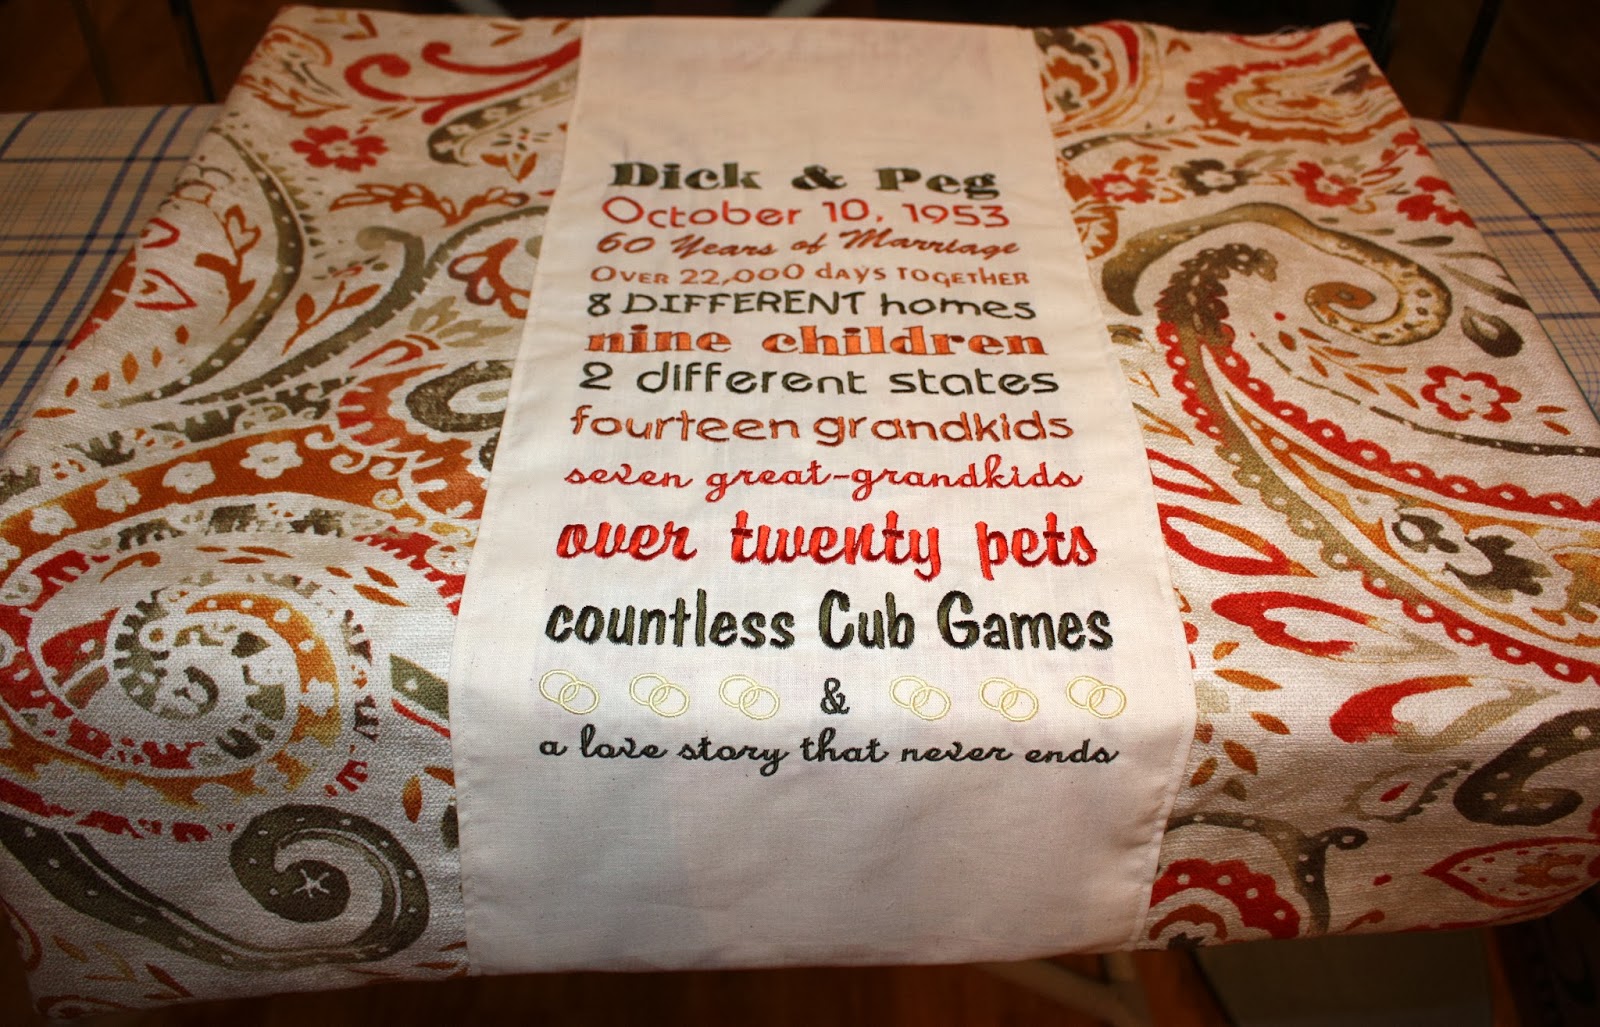 Dick & Peg
October 10, 1953
60 Years of Marriage
Over 22,000 days together
8 DIFFERENT homes
nine children
2 different states
fourteen grandkids
seven great-grandkids
over twenty pets
countless Cub Games
&
a love story that never ends